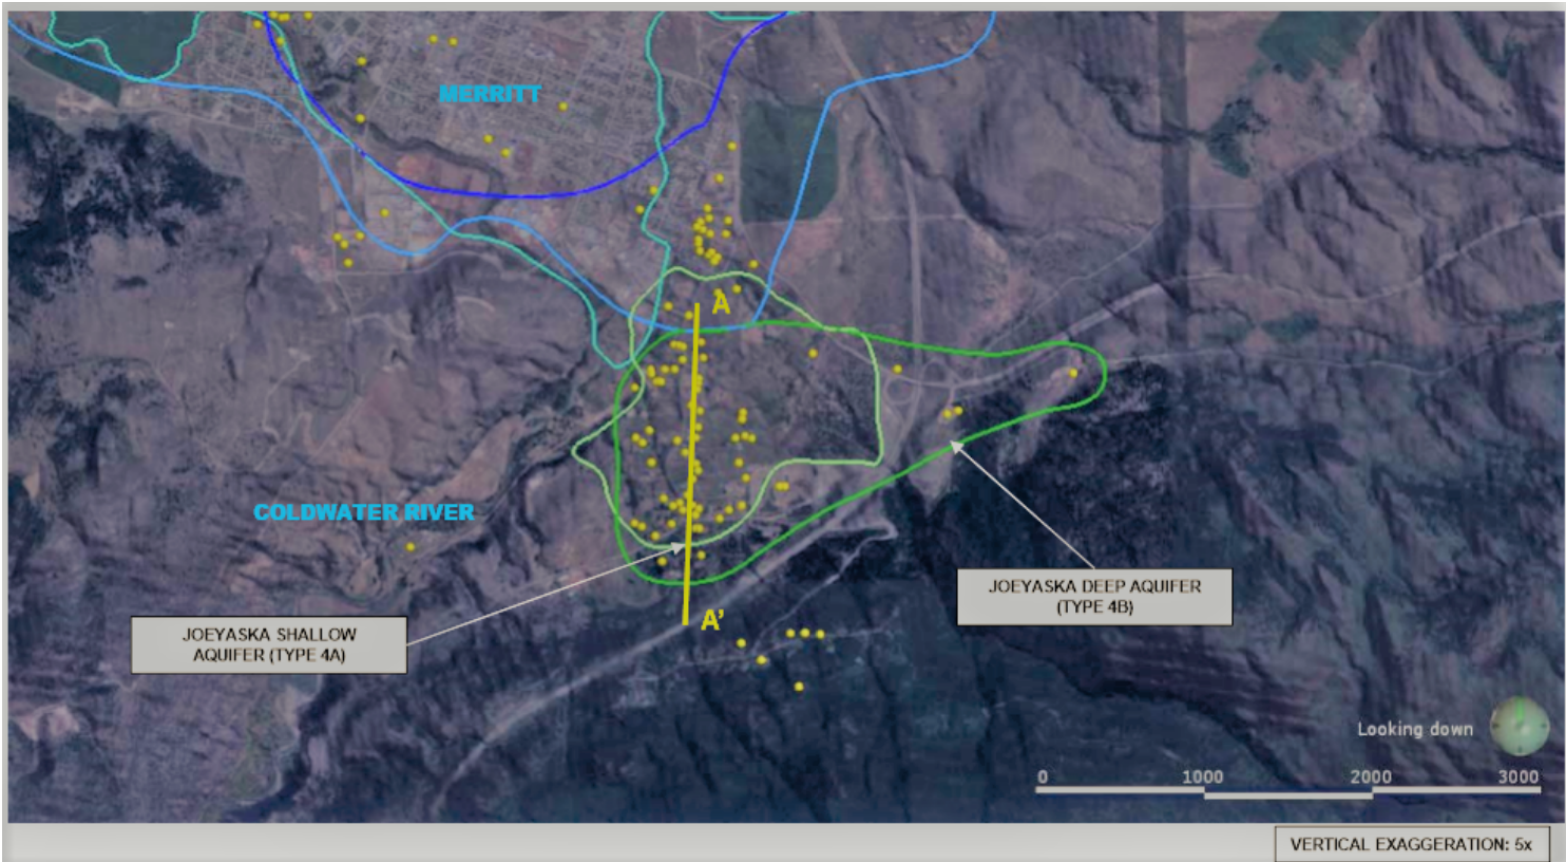 MERRITT
A
COLDWATER RIVER
JOEYASKA DEEP AQUIFER
(TYPE 4B)
A'
JOEYASKA SHALLOW
AQUIFER (TYPE 4A)
Looking down
0 1000 2000 3000
VERTICAL EXAGGERATION: 5x